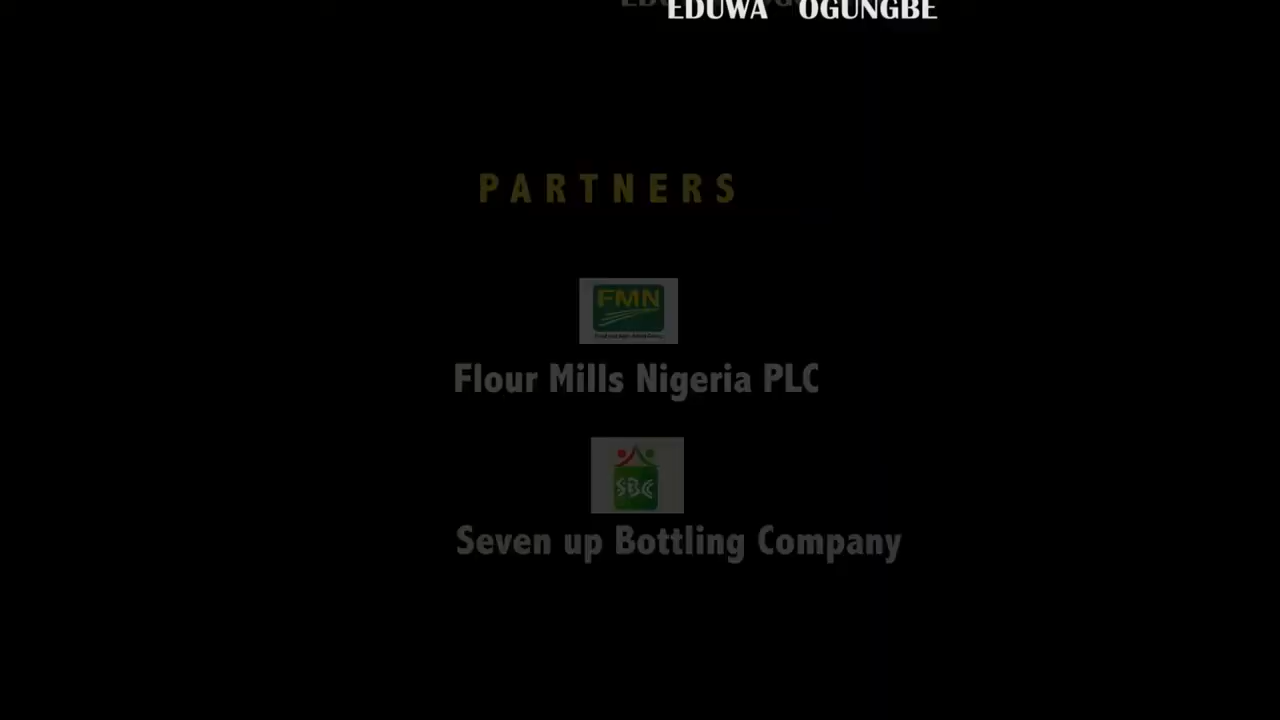 EDUWA OGUNGBE
PARTNERS
FMN
Flour Mills Nigeria PLC
SBC
Seven up Bottling Company